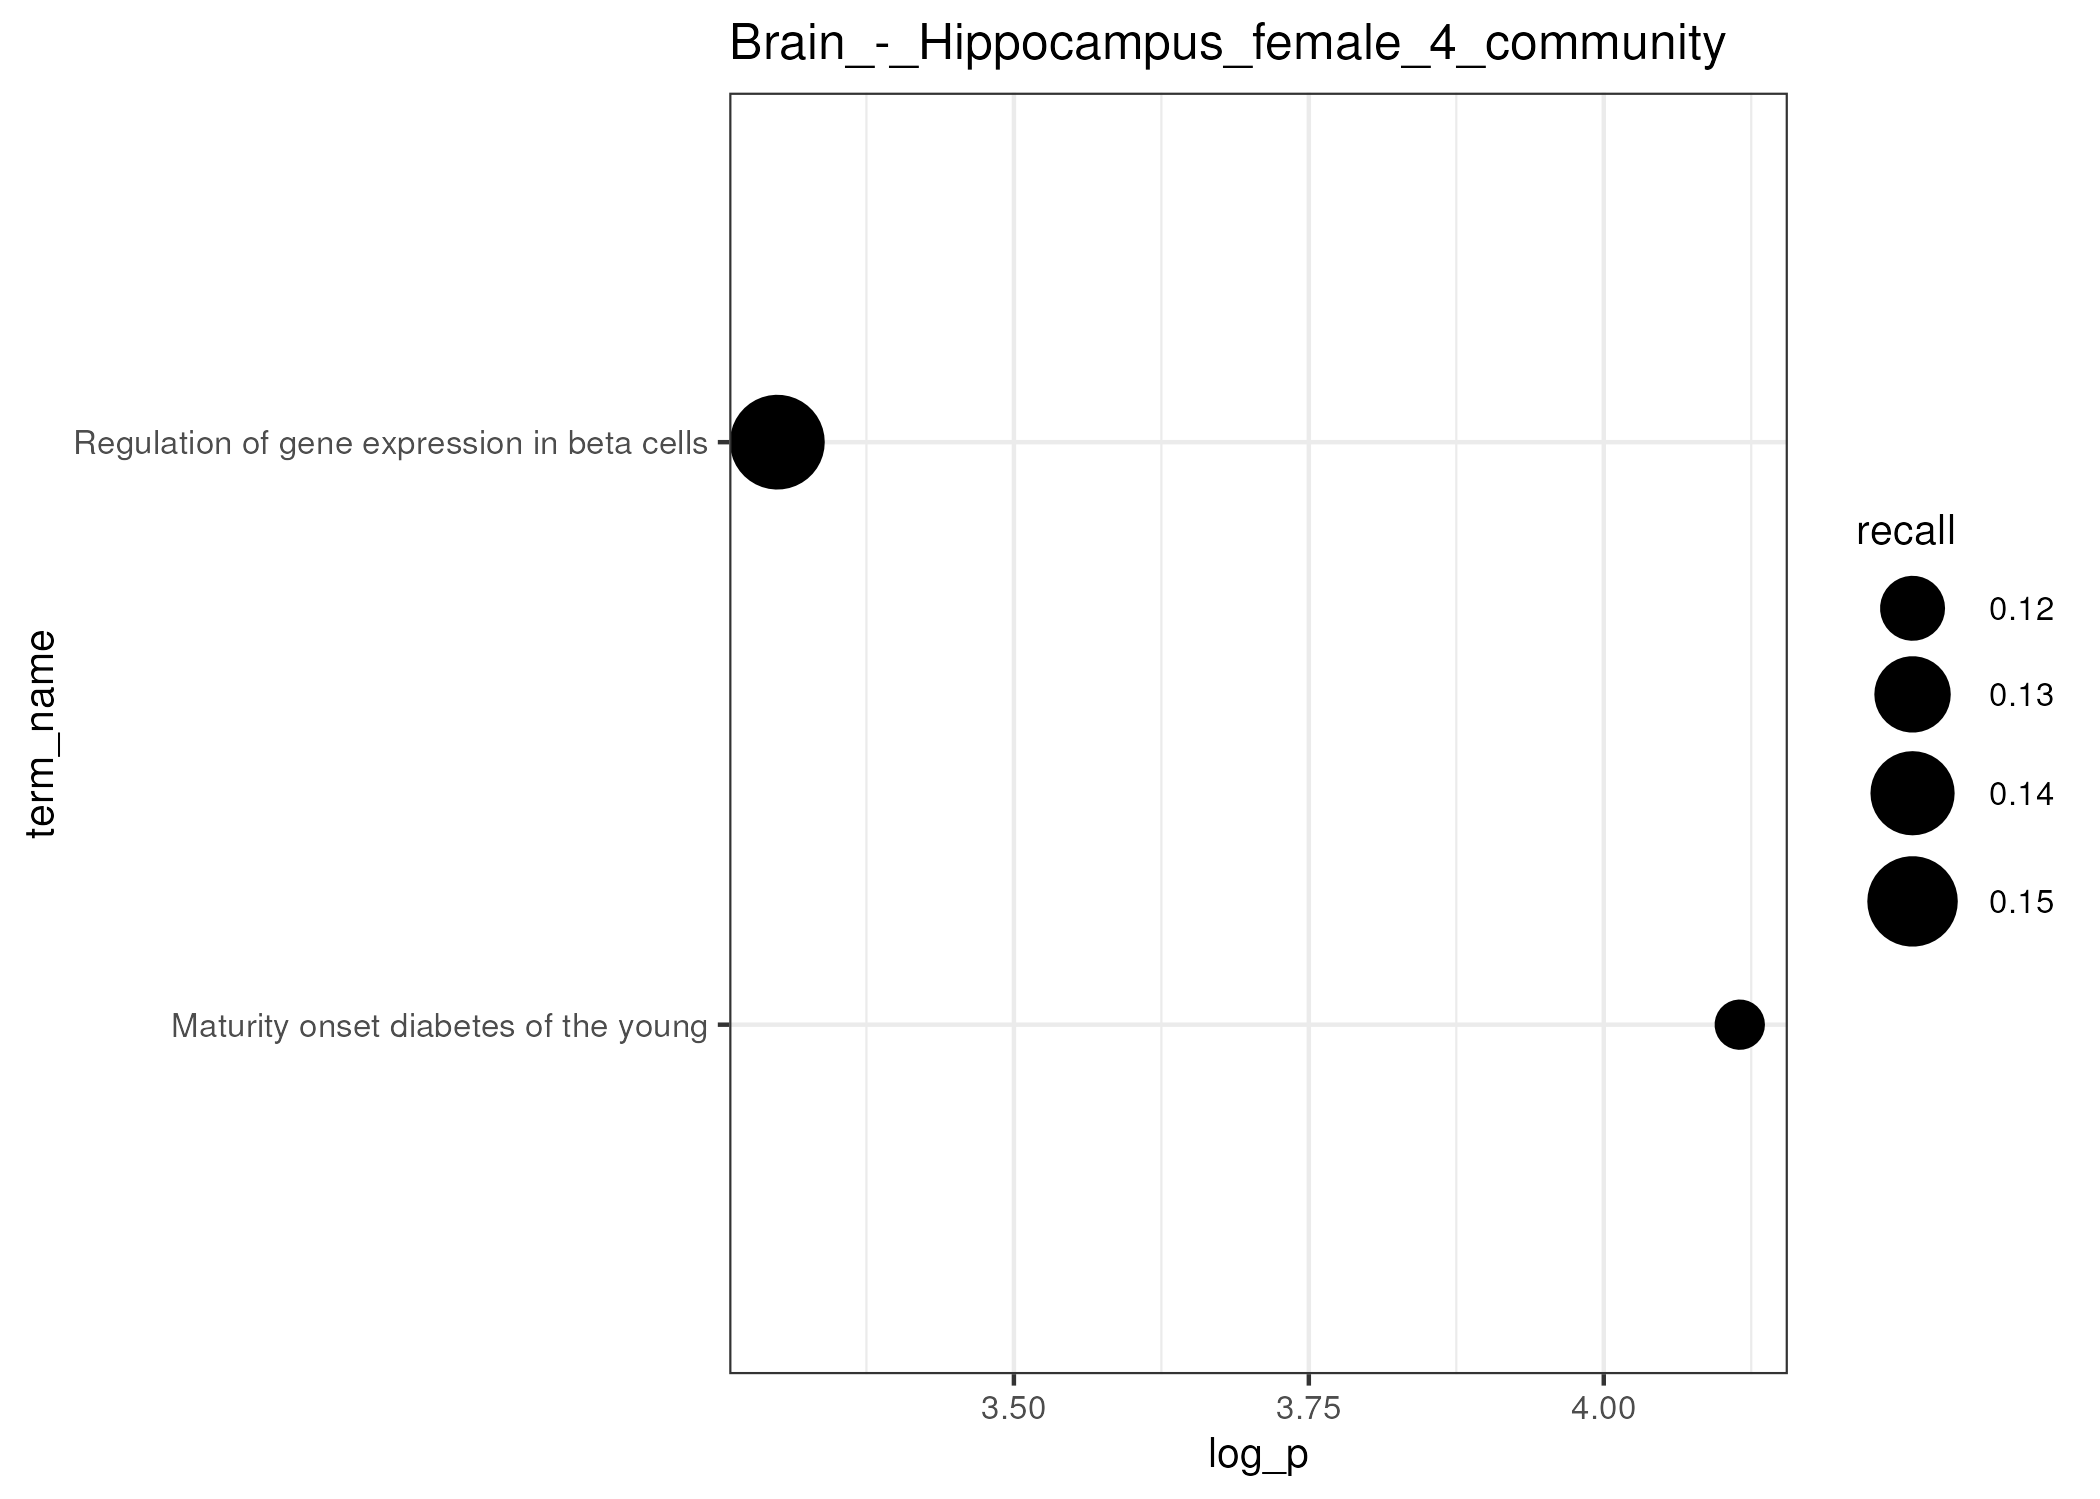 Brain_-_Hippocampus_female_4_community
Regulation of gene expression in beta cells
Maturity onset diabetes of the young
term_name
3.50
3.75
4.00
log_p
recall
0.12
0.13
0.14
0.15